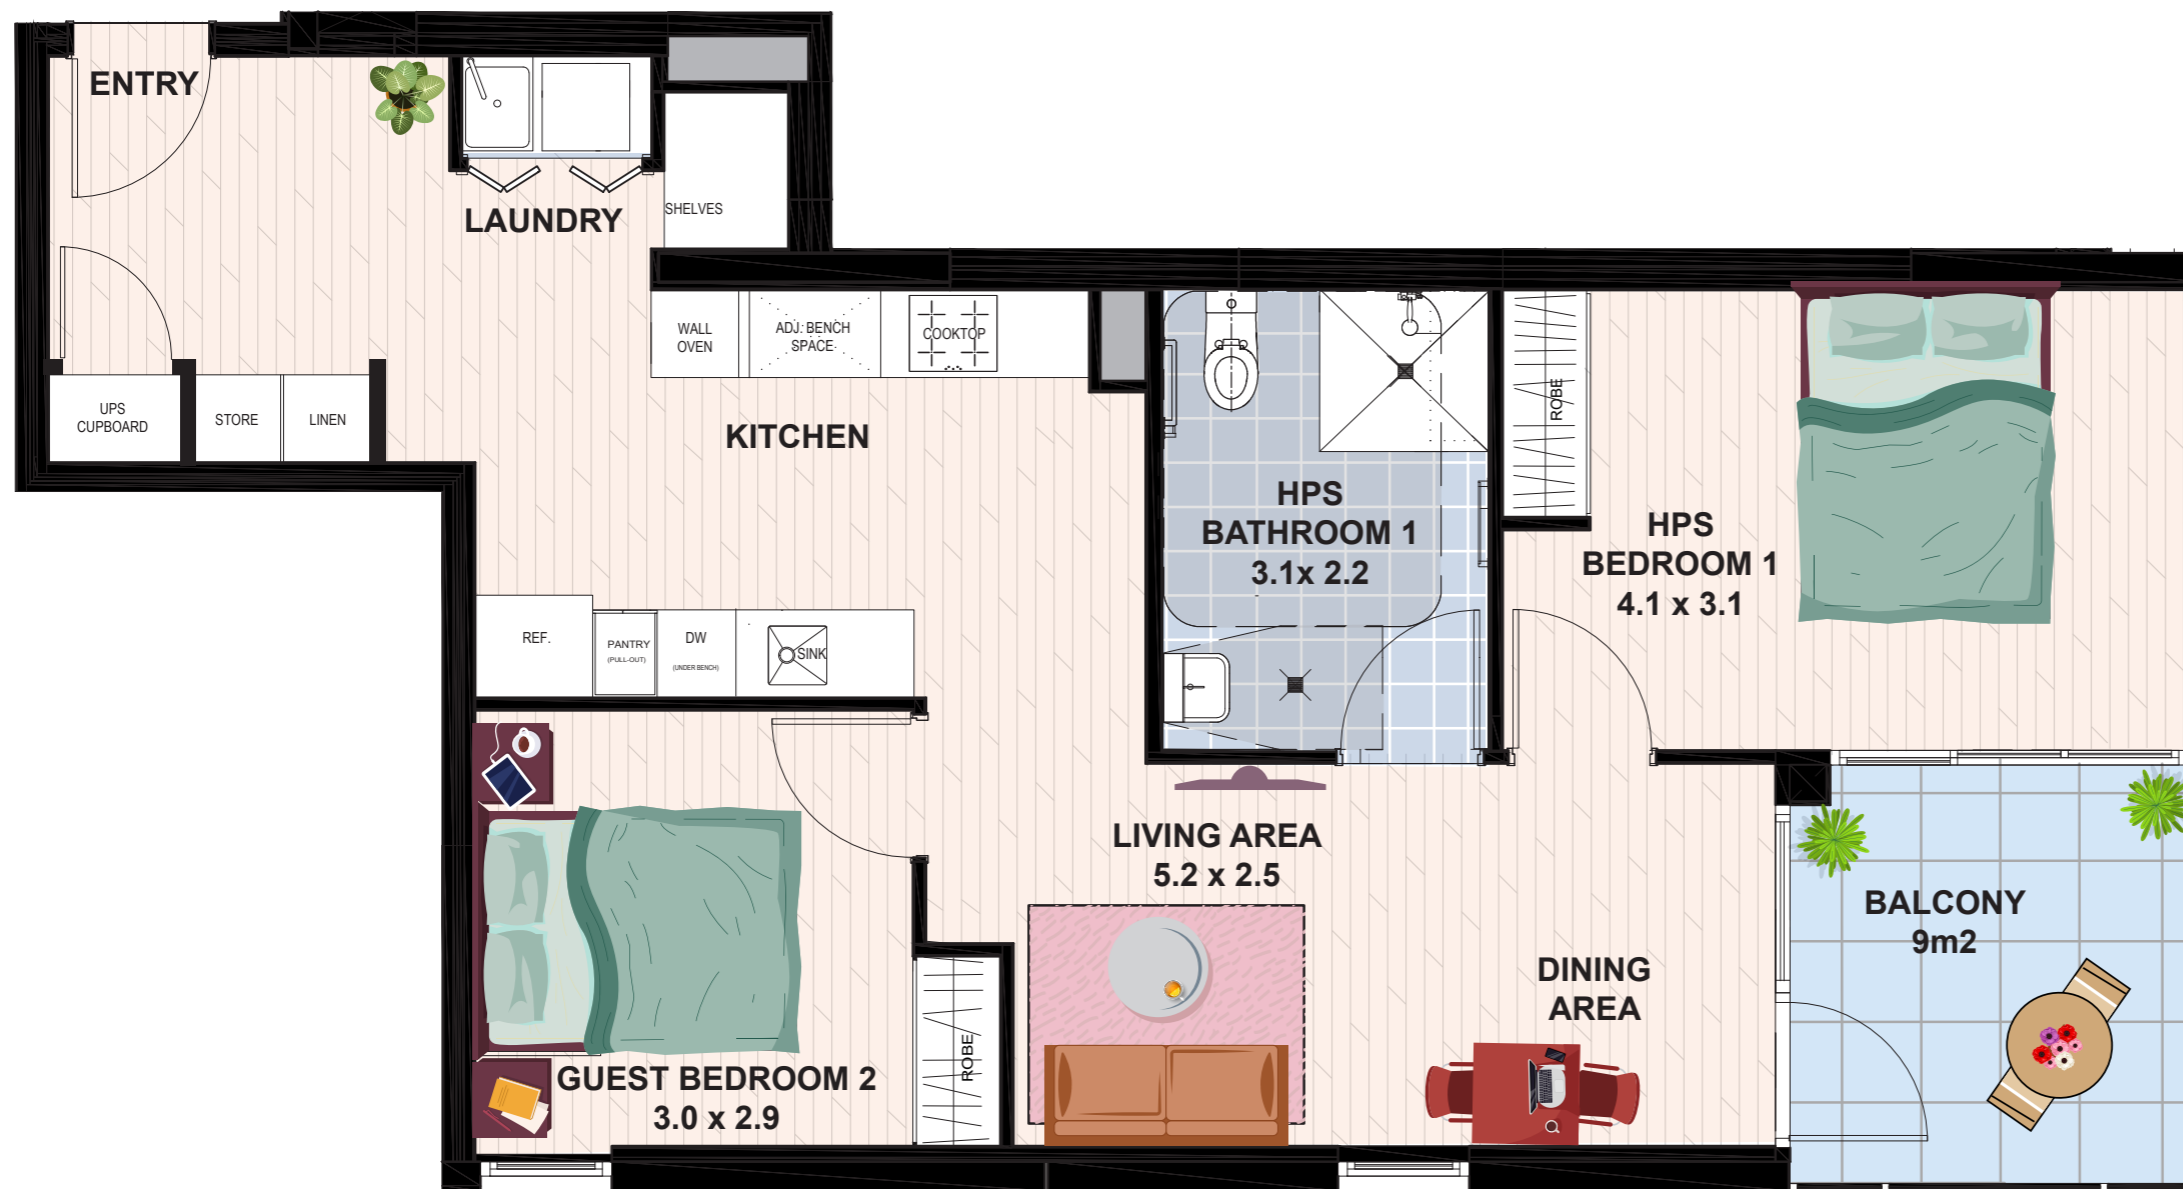 ENTRY
LAUNDRY
SHELVES
WALL
OVEN
ADJ. BENCH
SPACE
COOKTOP
UPS
CUPBOARD
STORE
LINEN
KITCHEN
HPS
BATHROOM 1
3.1x 2.2
ROBE
HPS
BEDROOM 1
4.1 x 3.1
REF.
PANTRY
(PULL-OUT)
DW
(UNDER BENCH)
SINK
LIVING AREA
5.2 x 2.5
BALCONY
9m2
DINING
AREA
GUEST BEDROOM 2
3.0 x 2.9
ROBE